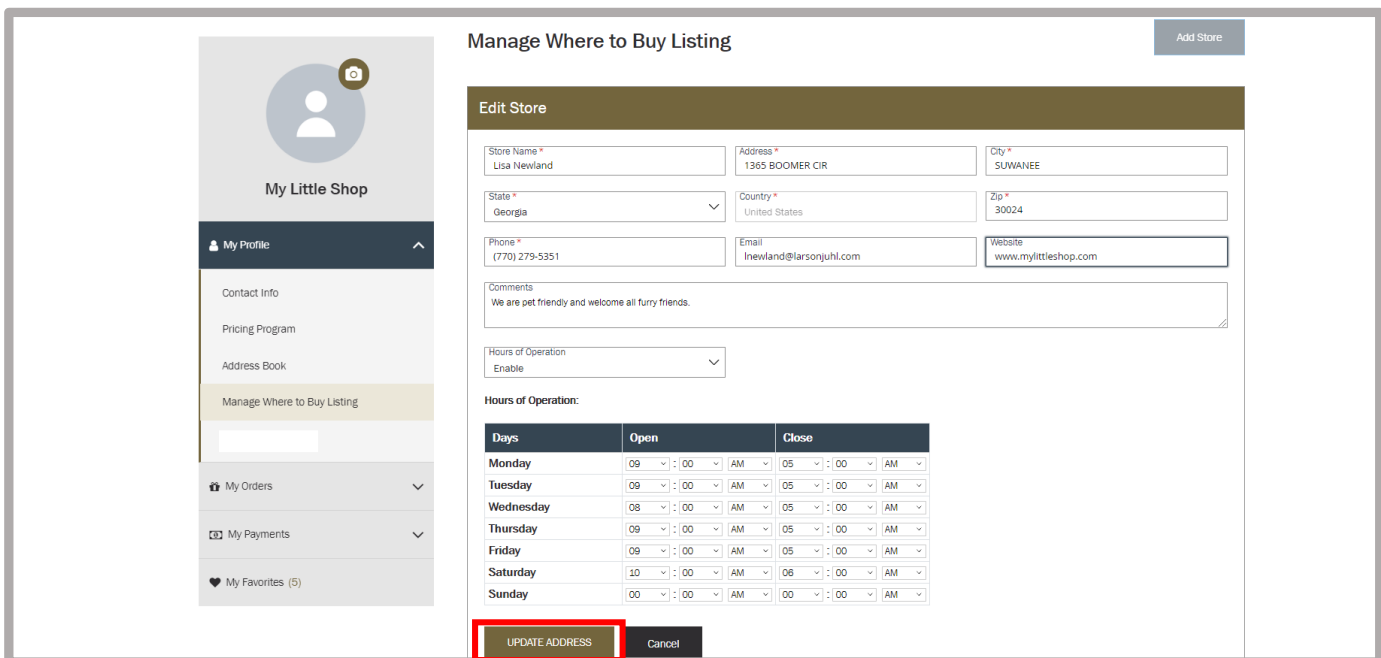 Manage Where to Buy Listing
Add Store
My Little Shop
My Profile
Contact Info
Pricing Program
Address Book
Manage Where to Buy Listing
My Orders
My Payments
My Favorites (5)
Edit Store
Store Name * Address * City *
Lisa Newland 1365 BOOMER CIR SUWANEE
State * Country * Zip *
Georgia United States 30024
Phone * Email Website
(770) 279-5351 lnewland@larsonjuhl.com www.mylittleshop.com
Comments
We are pet friendly and welcome all furry friends.
Hours of Operation
Enable
Hours of Operation:
Days Open Close
Monday 09 : 00 AM 05 : 00 AM
Tuesday 09 : 00 AM 05 : 00 AM
Wednesday 08 : 00 AM 05 : 00 AM
Thursday 09 : 00 AM 05 : 00 AM
Friday 09 : 00 AM 05 : 00 AM
Saturday 10 : 00 AM 06 : 00 AM
Sunday 00 : 00 AM 00 : 00 AM
UPDATE ADDRESS Cancel